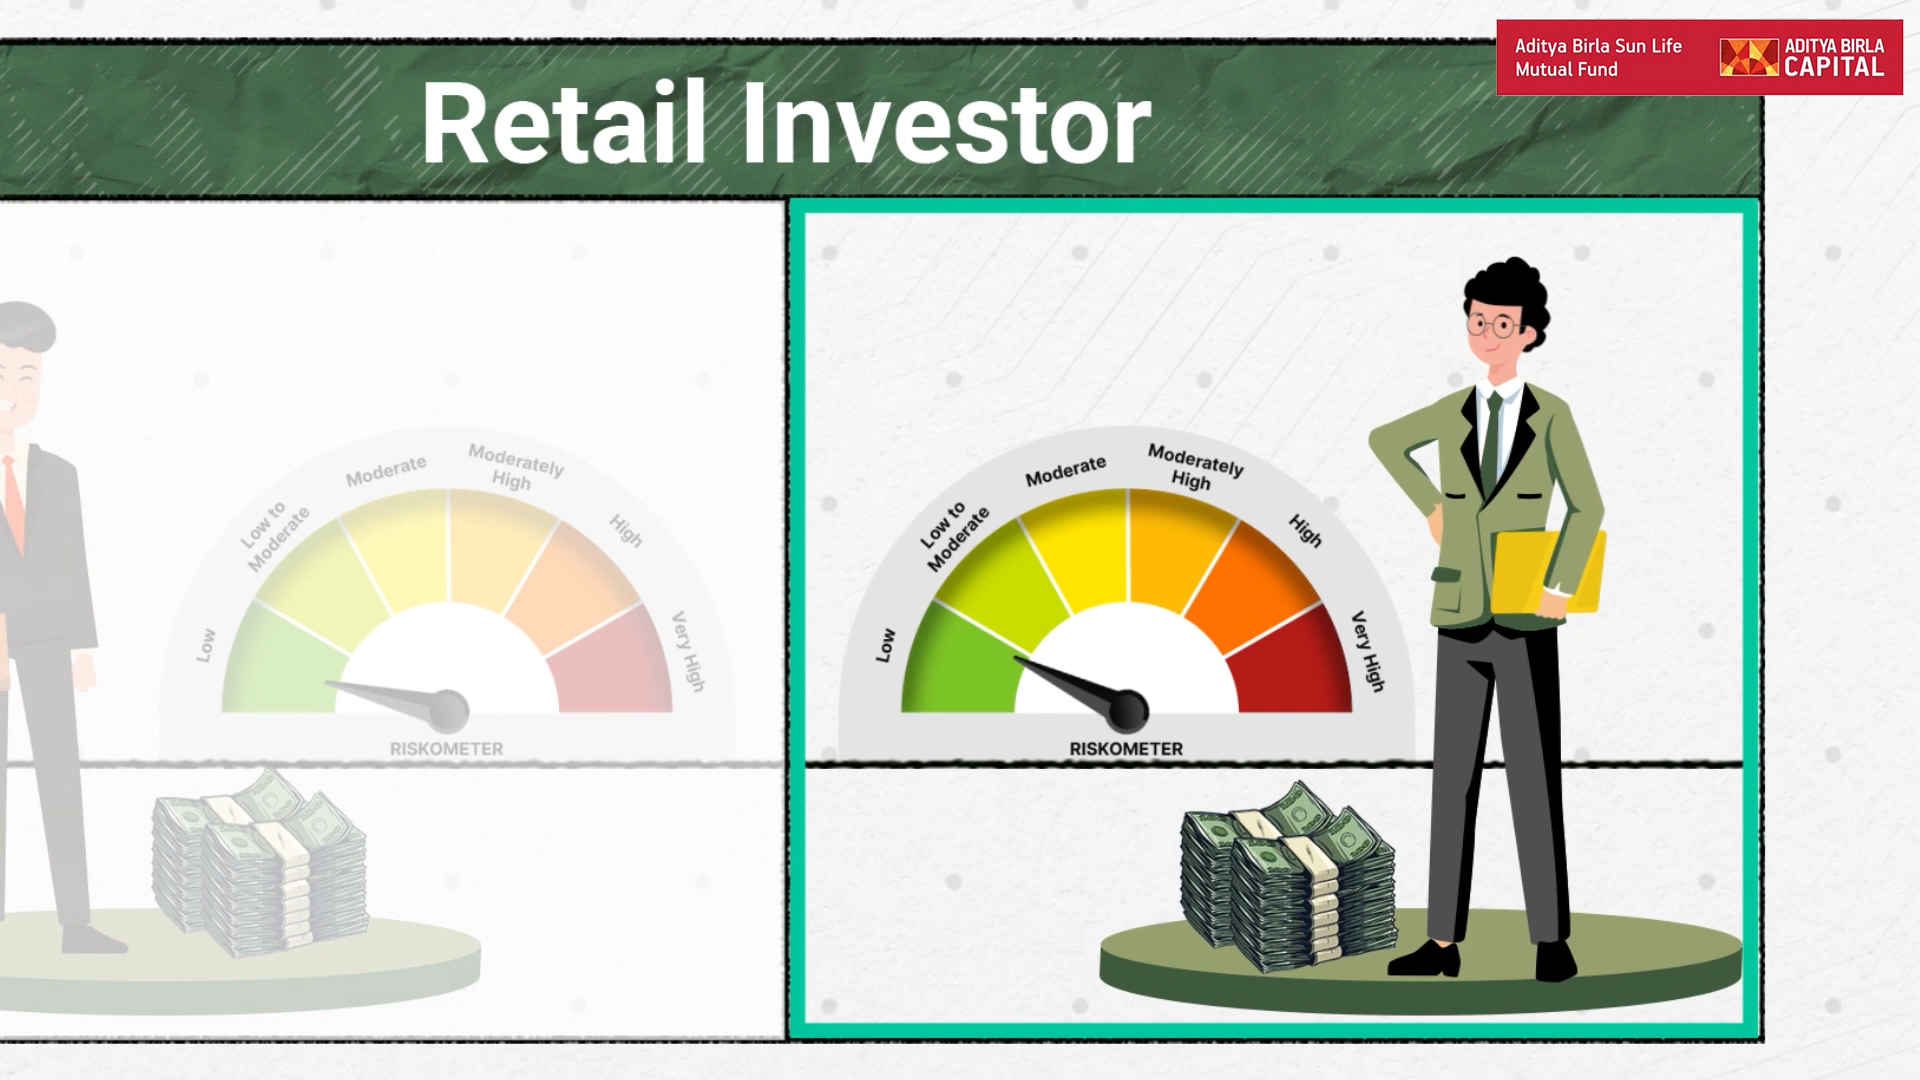 Aditya Birla Sun Life
Mutual Fund
ADITYA BIRLA
CAPITAL
Retail Investor
Low
Low to
Moderate
Moderate
Moderately
High
High
Very High
RISKOMETER
Low
Low to
Moderate
Moderate
Moderately
High
High
Very High
RISKOMETER